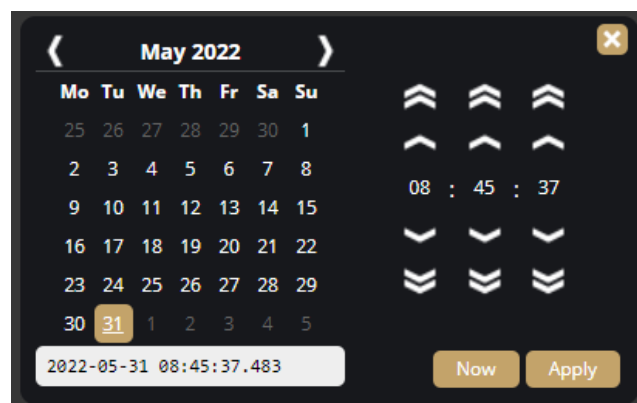 May 2022
Mo Tu We Th Fr Sa Su
25 26 27 28 29 30 1
2 3 4 5 6 7 8
9 10 11 12 13 14 15
16 17 18 19 20 21 22
23 24 25 26 27 28 29
30 31 1 2 3 4 5
2022-05-31 08:45:37.483
08 : 45 : 37
Now Apply